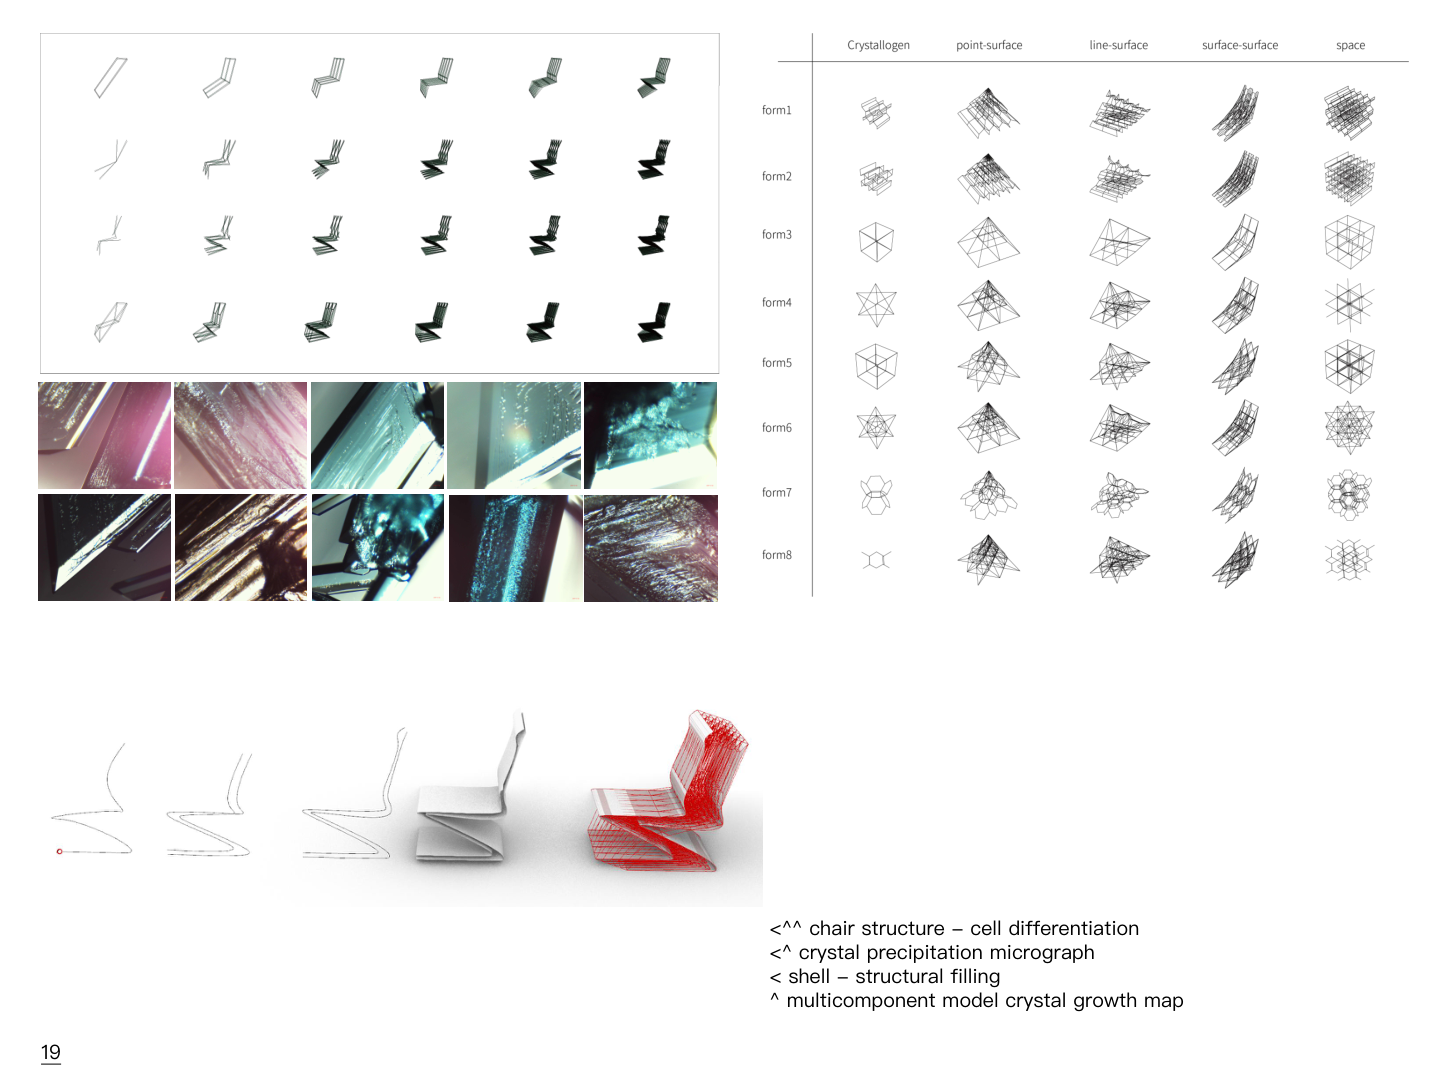 Crystallogen point-surface line-surface surface-surface space
form1
form2
form3
form4
form5
form6
form7
form8
<^^ chair structure – cell differentiation
<^ crystal precipitation micrograph
< shell – structural filling
^ multicomponent model crystal growth map
19